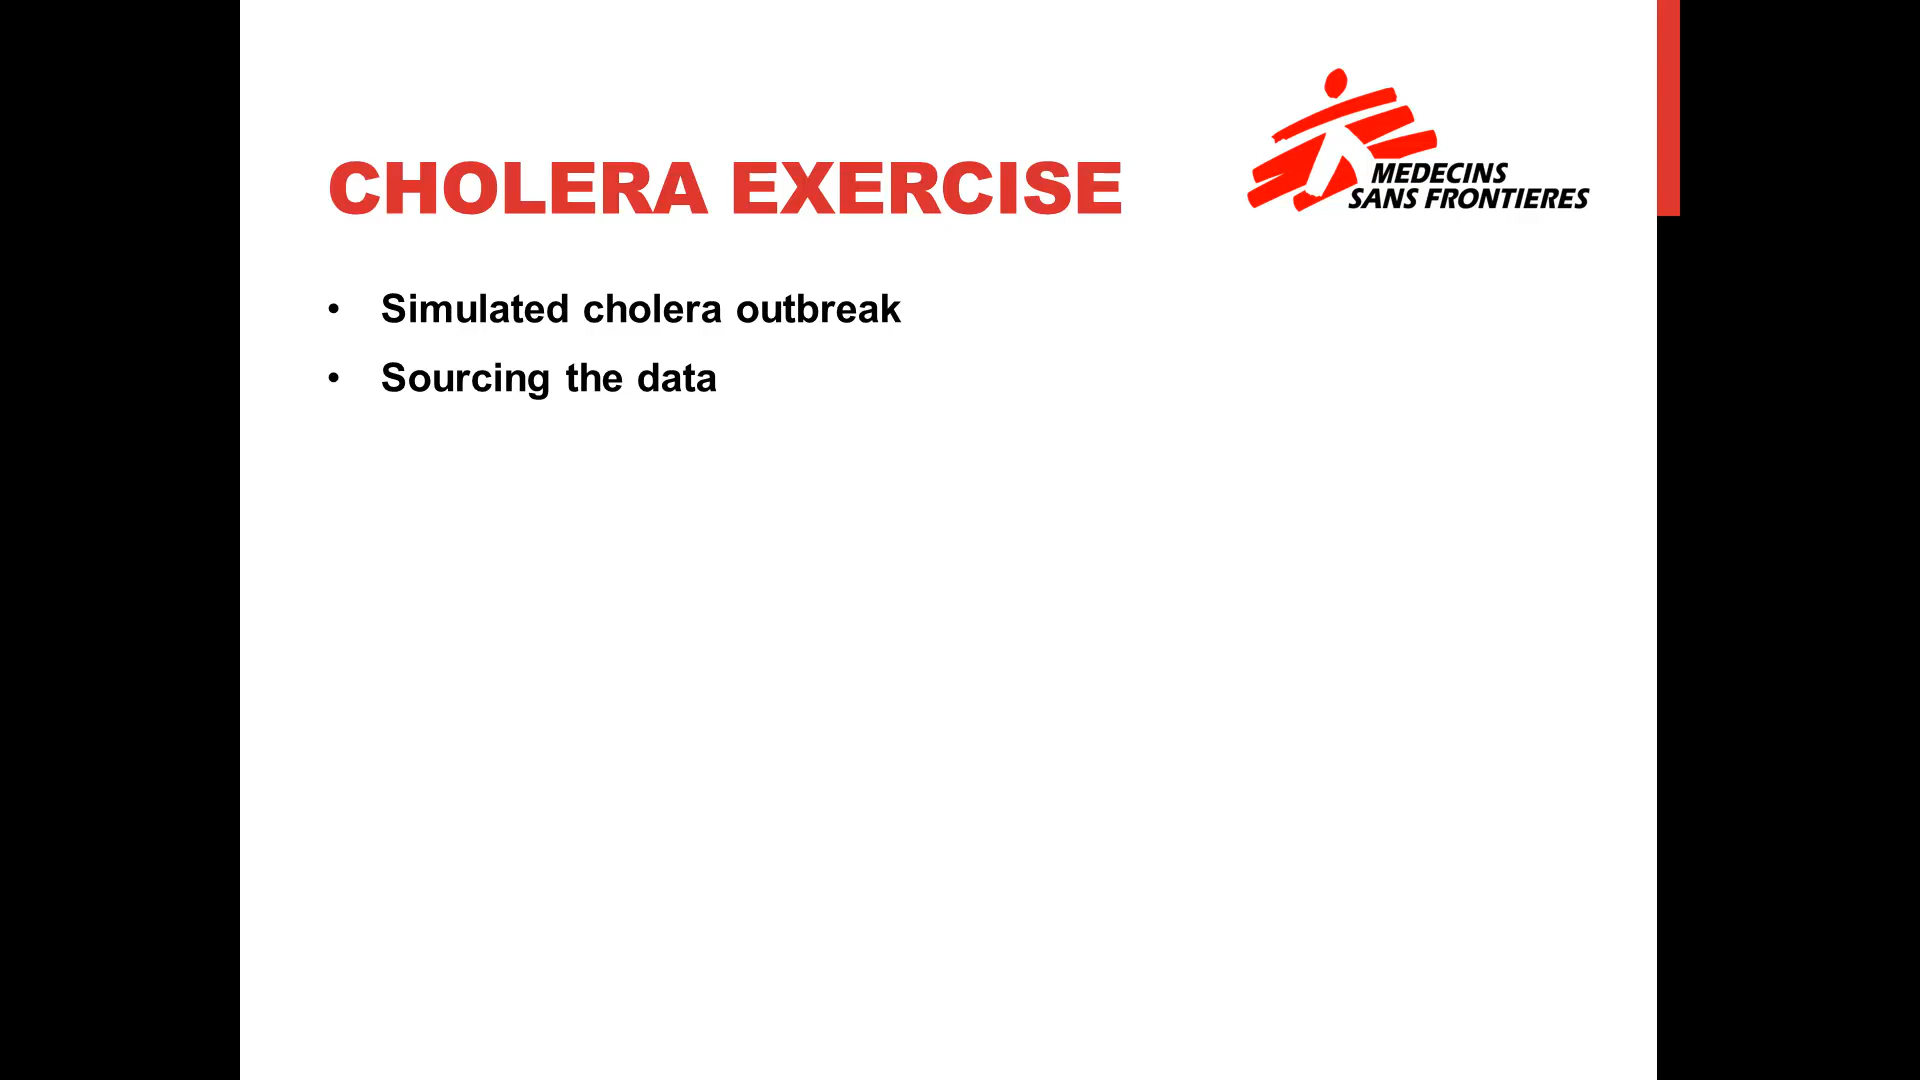 CHOLERA EXERCISE
MEDECINS
SANS FRONTIERES
• Simulated cholera outbreak
• Sourcing the data